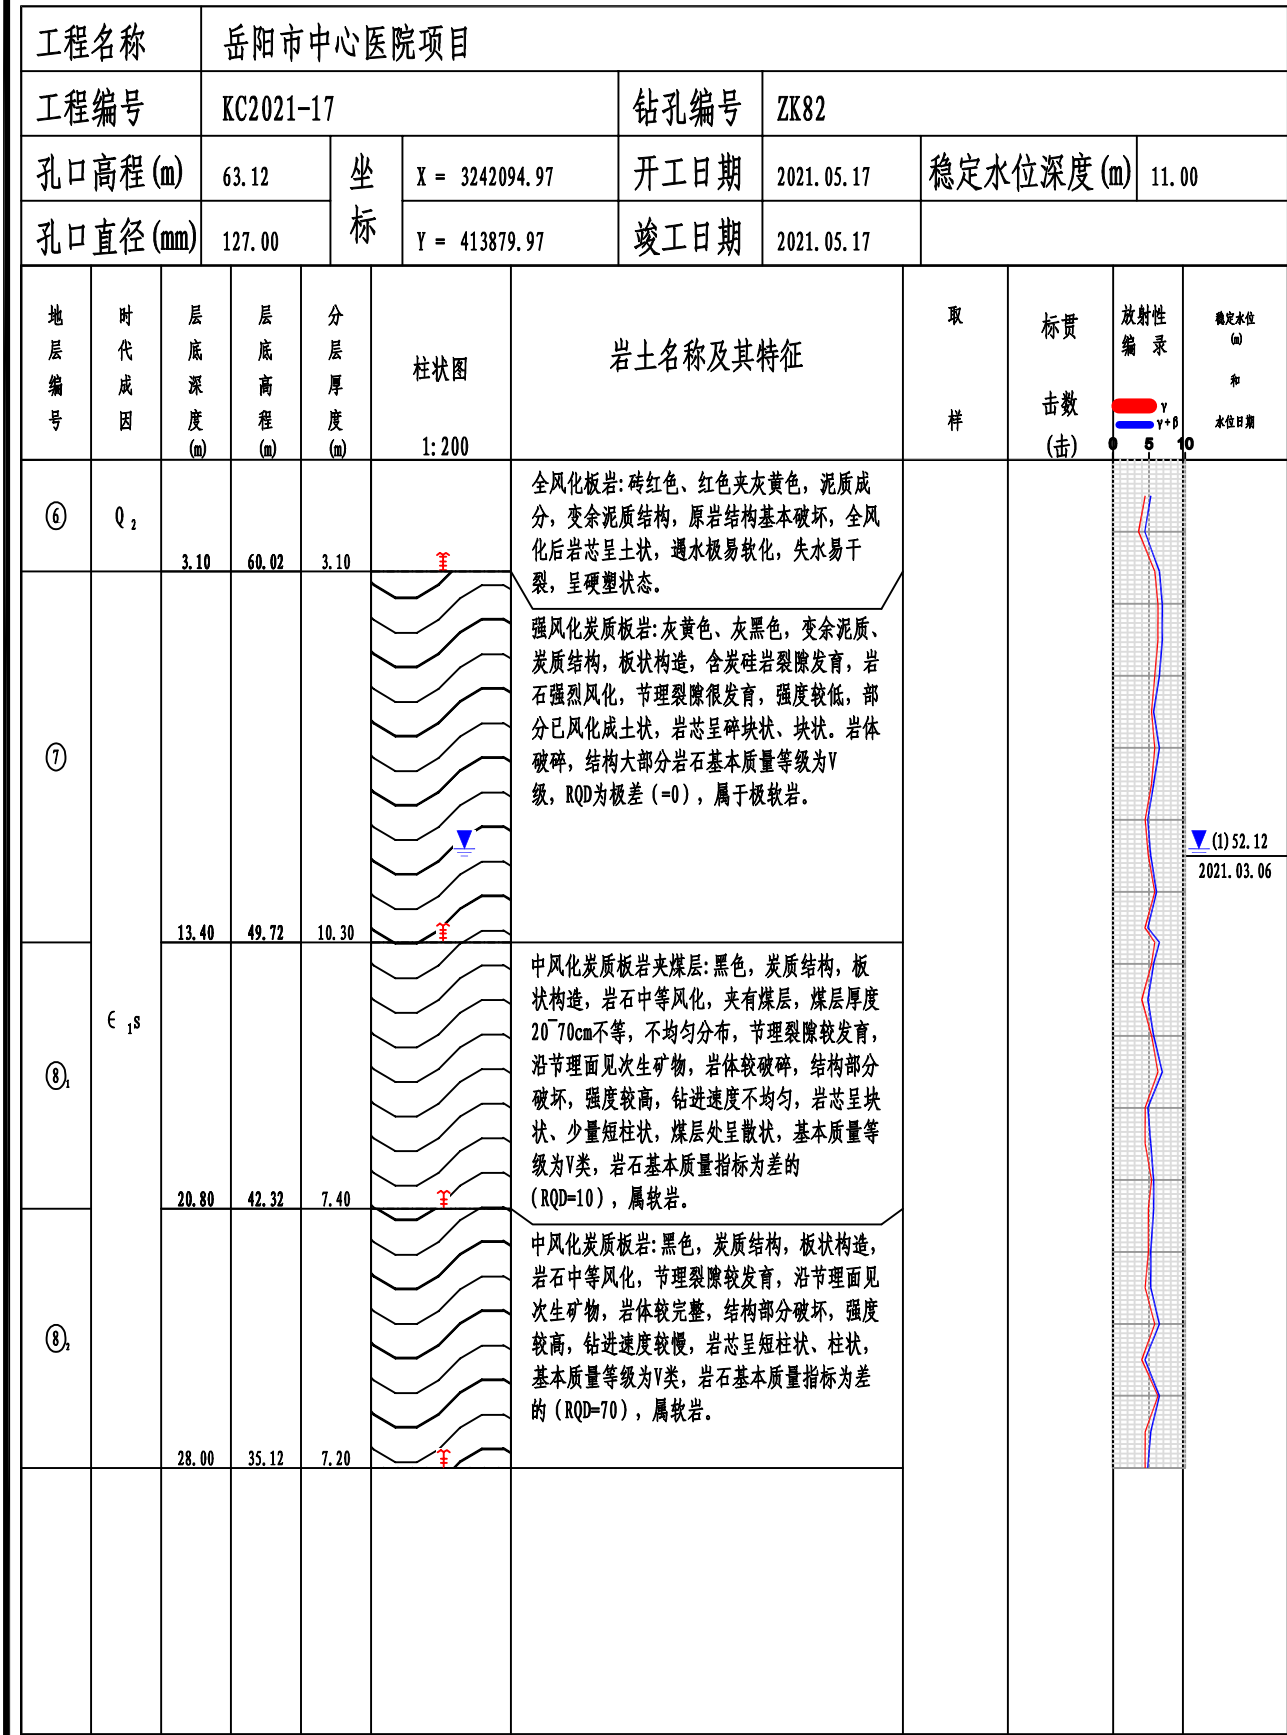 工程名称 岳阳市中心医院项目
工程编号 KC2021-17 钻孔编号 ZK82
孔口高程(m) 63.12 坐标 X = 3242094.97 开工日期 2021.05.17 稳定水位深度(m) 11.00
孔口直径(mm) 127.00 Y = 413879.97 竣工日期 2021.05.17
地层编号 时代成因 层底深度(m) 层底高程(m) 分层厚度(m) 柱状图 1:200 岩土名称及其特征 取样 标贯击数(击) 放射性编录 稳定水位(m)和水位日期
γ
γ+β
0 5 10
⑥ Q2 3.10 60.02 3.10
全风化板岩:砖红色、红色夹灰黄色，泥质成
分，变余泥质结构，原岩结构基本破坏，全风
化后岩芯呈土状，遇水极易软化，失水易干
裂，呈硬塑状态。
⑦ 13.40 49.72 10.30
强风化炭质板岩:灰黄色、灰黑色，变余泥质、
炭质结构，板状构造，含炭硅岩裂隙发育，岩
石强烈风化，节理裂隙很发育，强度较低，部
分已风化成土状，岩芯呈碎块状、块状。岩体
破碎，结构大部分岩石基本质量等级为V
级，RQD为极差（=0），属于极软岩。
(1)52.12
2021.03.06
∈1s
⑧1 20.80 42.32 7.40
中风化炭质板岩夹煤层:黑色，炭质结构，板
状构造，岩石中等风化，夹有煤层，煤层厚度
20~70cm不等，不均匀分布，节理裂隙较发育，
沿节理面见次生矿物，岩体较破碎，结构部分
破坏，强度较高，钻进速度不均匀，岩芯呈块
状、少量短柱状，煤层处呈散状，基本质量等
级为V类，岩石基本质量指标为差的
（RQD=10），属软岩。
⑧2 28.00 35.12 7.20
中风化炭质板岩:黑色，炭质结构，板状构造，
岩石中等风化，节理裂隙较发育，沿节理面见
次生矿物，岩体较完整，结构部分破坏，强度
较高，钻进速度较慢，岩芯呈短柱状、柱状，
基本质量等级为V类，岩石基本质量指标为差
的（RQD=70），属软岩。